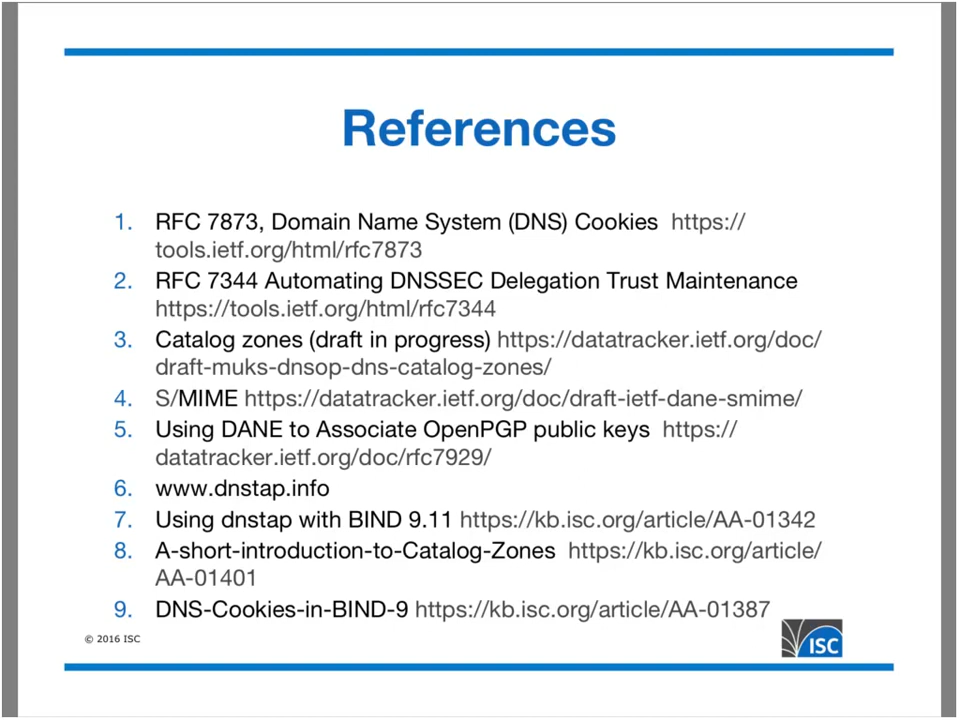 References
1. RFC 7873, Domain Name System (DNS) Cookies https://
tools.ietf.org/html/rfc7873
2. RFC 7344 Automating DNSSEC Delegation Trust Maintenance
https://tools.ietf.org/html/rfc7344
3. Catalog zones (draft in progress) https://datatracker.ietf.org/doc/
draft-muks-dnsop-dns-catalog-zones/
4. S/MIME https://datatracker.ietf.org/doc/draft-ietf-dane-smime/
5. Using DANE to Associate OpenPGP public keys https://
datatracker.ietf.org/doc/rfc7929/
6. www.dnstap.info
7. Using dnstap with BIND 9.11 https://kb.isc.org/article/AA-01342
8. A-short-introduction-to-Catalog-Zones https://kb.isc.org/article/
AA-01401
9. DNS-Cookies-in-BIND-9 https://kb.isc.org/article/AA-01387
© 2016 ISC
ISC